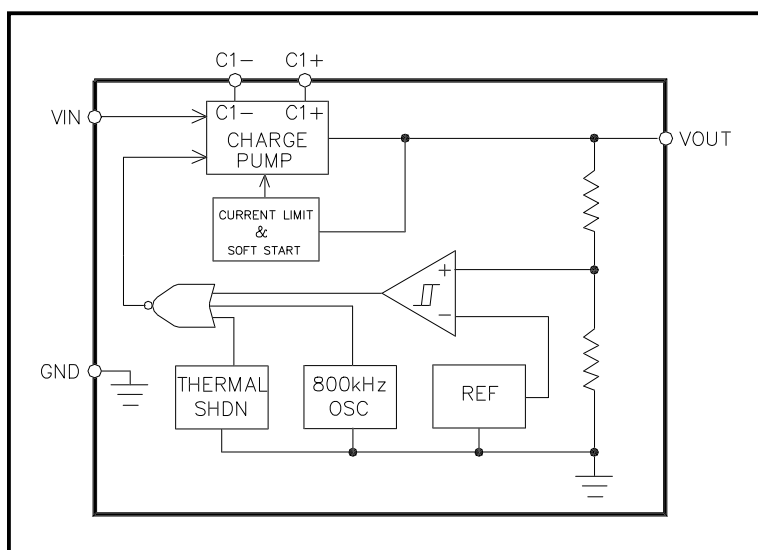 C1− C1+
VIN
C1− C1+
CHARGE
PUMP
VOUT
CURRENT LIMIT
&
SOFT START
+
−
GND
THERMAL
SHDN
800kHz
OSC
REF